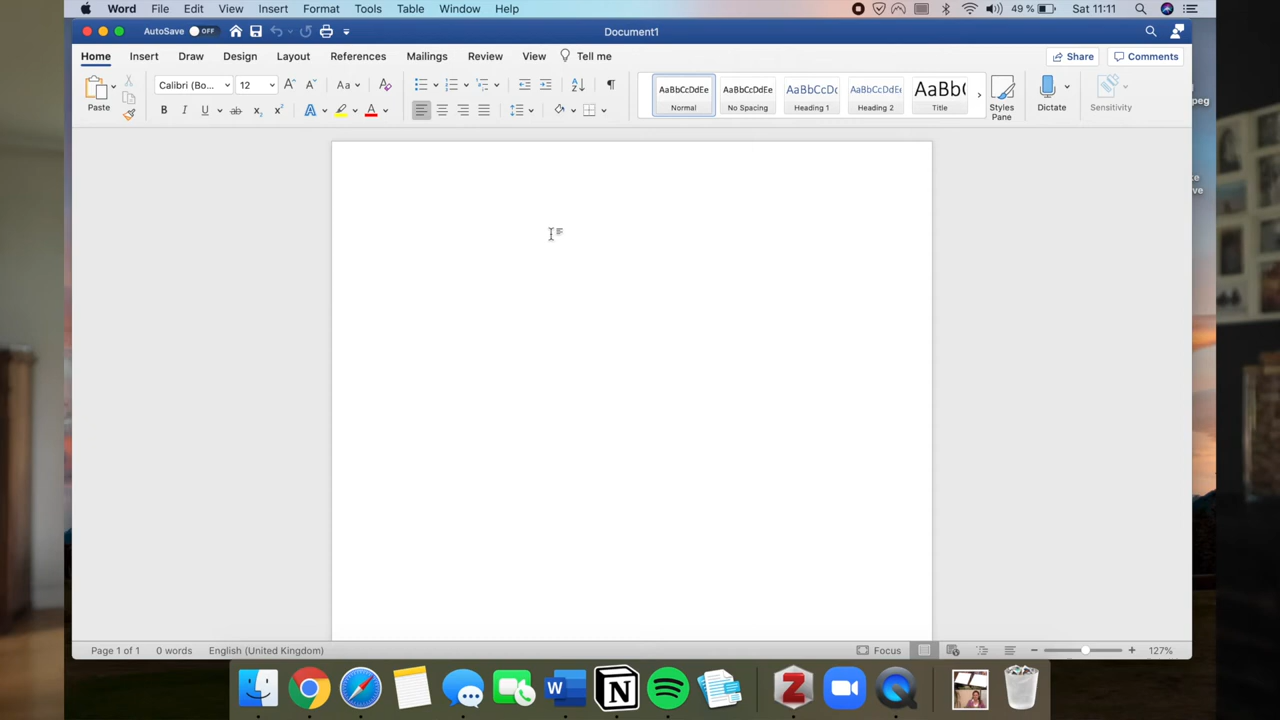 Word File Edit View Insert Format Tools Table Window Help 49 % Sat 11:11
AutoSave OFF Document1
Home Insert Draw Design Layout References Mailings Review View Tell me Share Comments
Paste Calibri (Bo... 12 Aa
AaBbCcDdEe AaBbCcDdEe AaBbCcDc AaBbCcDdEe AaBb(
Normal No Spacing Heading 1 Heading 2 Title
Styles Pane Dictate Sensitivity
peg
Page 1 of 1 0 words English (United Kingdom) Focus 127%